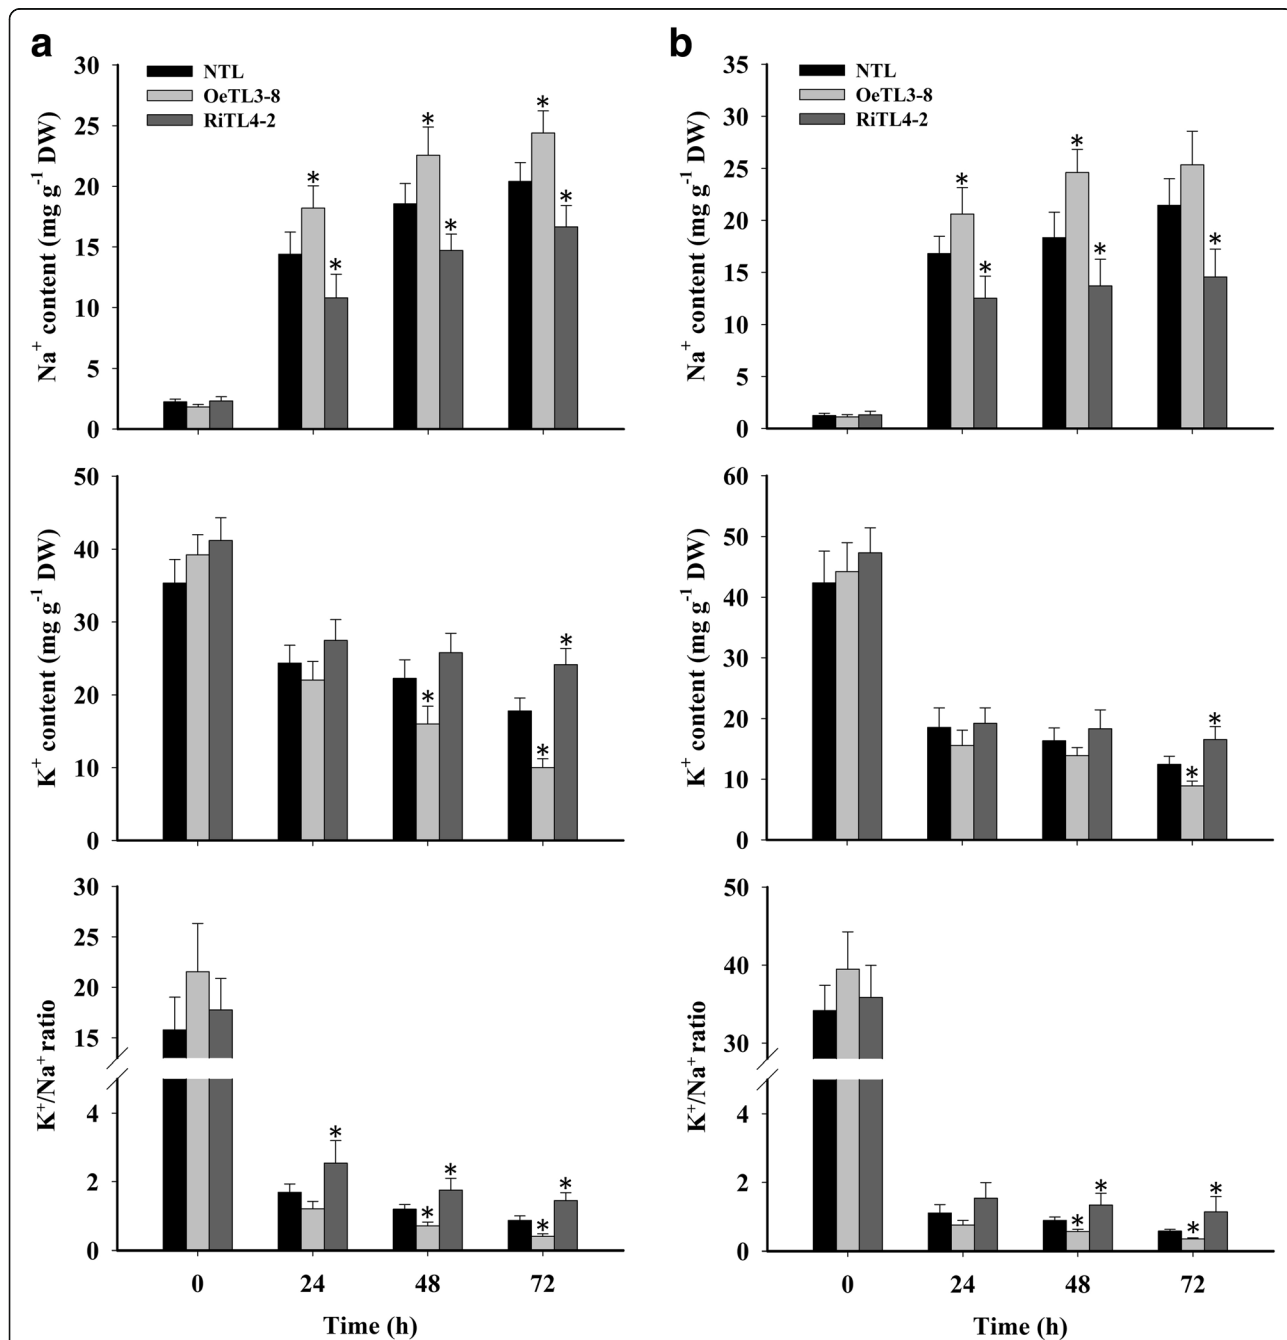 a
30
25
20
15
10
5
0
Na⁺ content (mg g⁻¹ DW)
NTL
OeTL3-8
RiTL4-2
* * * * * *
50
40
30
20
10
0
K⁺ content (mg g⁻¹ DW)
* * *
30
25
20
15
4
2
0
K⁺/Na⁺ ratio
* * * * *
0 24 48 72
Time (h)
b
35
30
25
20
15
10
5
0
Na⁺ content (mg g⁻¹ DW)
NTL
OeTL3-8
RiTL4-2
* * * * *
60
50
40
30
20
10
0
K⁺ content (mg g⁻¹ DW)
* *
50
40
30
4
2
0
K⁺/Na⁺ ratio
* * * *
0 24 48 72
Time (h)